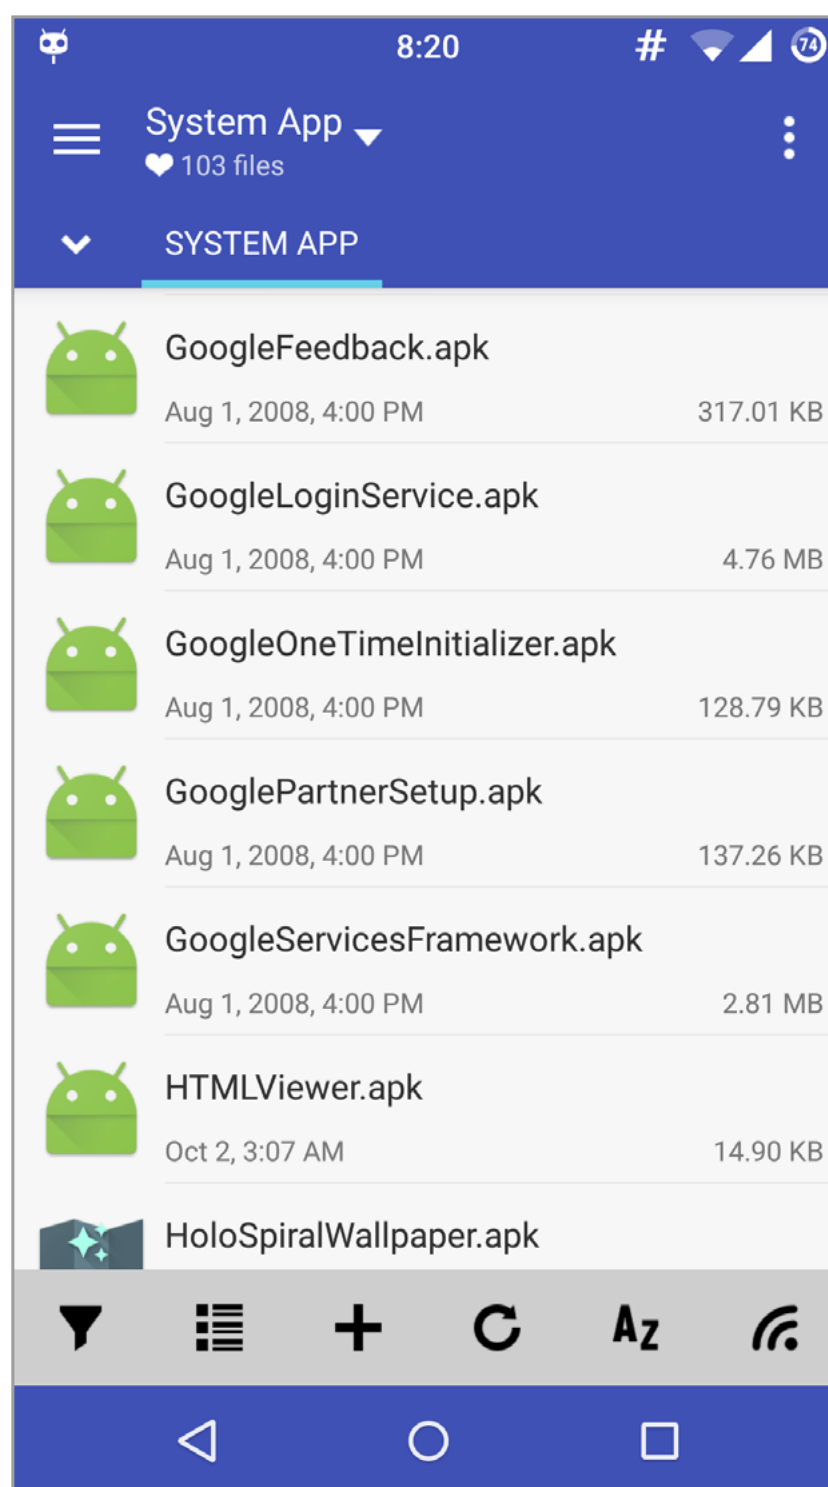 8:20 # 74
System App
103 files
SYSTEM APP
GoogleFeedback.apk
Aug 1, 2008, 4:00 PM 317.01 KB
GoogleLoginService.apk
Aug 1, 2008, 4:00 PM 4.76 MB
GoogleOneTimeInitializer.apk
Aug 1, 2008, 4:00 PM 128.79 KB
GooglePartnerSetup.apk
Aug 1, 2008, 4:00 PM 137.26 KB
GoogleServicesFramework.apk
Aug 1, 2008, 4:00 PM 2.81 MB
HTMLViewer.apk
Oct 2, 3:07 AM 14.90 KB
HoloSpiralWallpaper.apk
Az